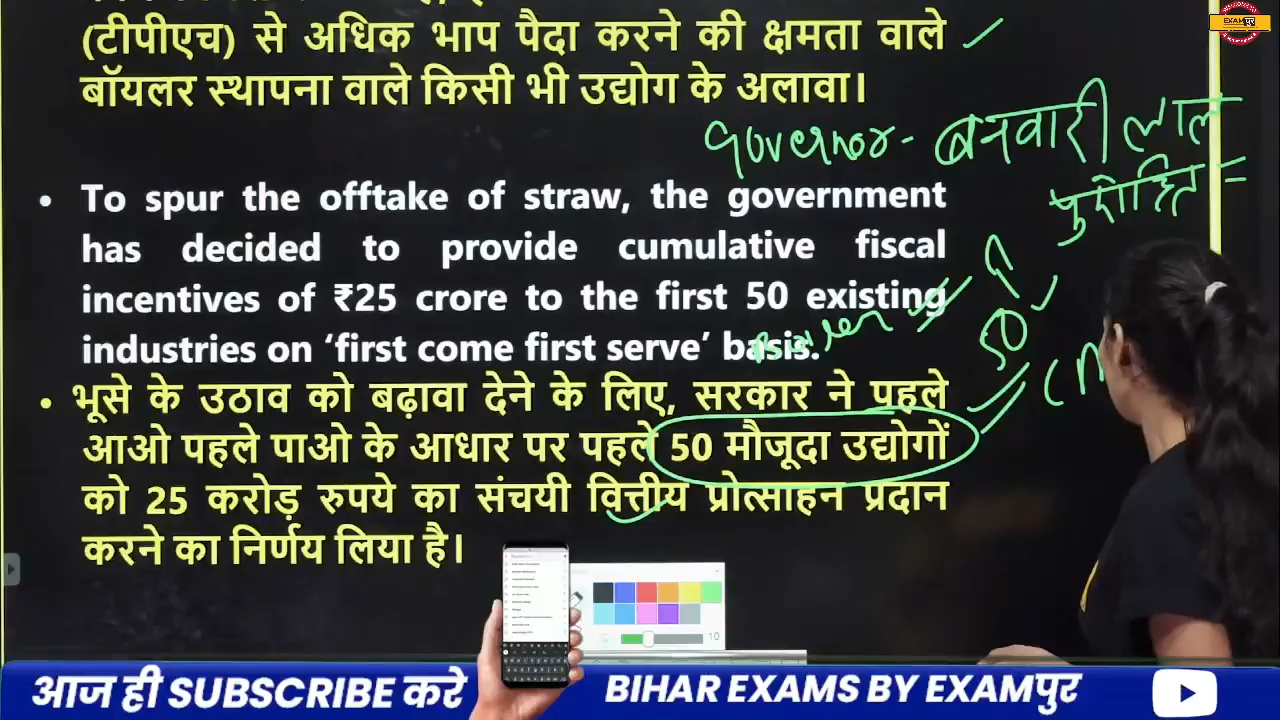 (टीपीएच) से अधिक भाप पैदा करने की क्षमता वाले
बॉयलर स्थापना वाले किसी भी उद्योग के अलावा।
Governor- बनवारी लाल
पुरोहित =
• To spur the offtake of straw, the government
has decided to provide cumulative fiscal
incentives of ₹25 crore to the first 50 existing
industries on ‘first come first serve’ basis.
50
• भूसे के उठाव को बढ़ावा देने के लिए, सरकार ने पहले
आओ पहले पाओ के आधार पर पहले 50 मौजूदा उद्योगों
को 25 करोड़ रुपये का संचयी वित्तीय प्रोत्साहन प्रदान
करने का निर्णय लिया है।
10
आज ही SUBSCRIBE करे
BIHAR EXAMS BY EXAMपुर
EXAMपुर